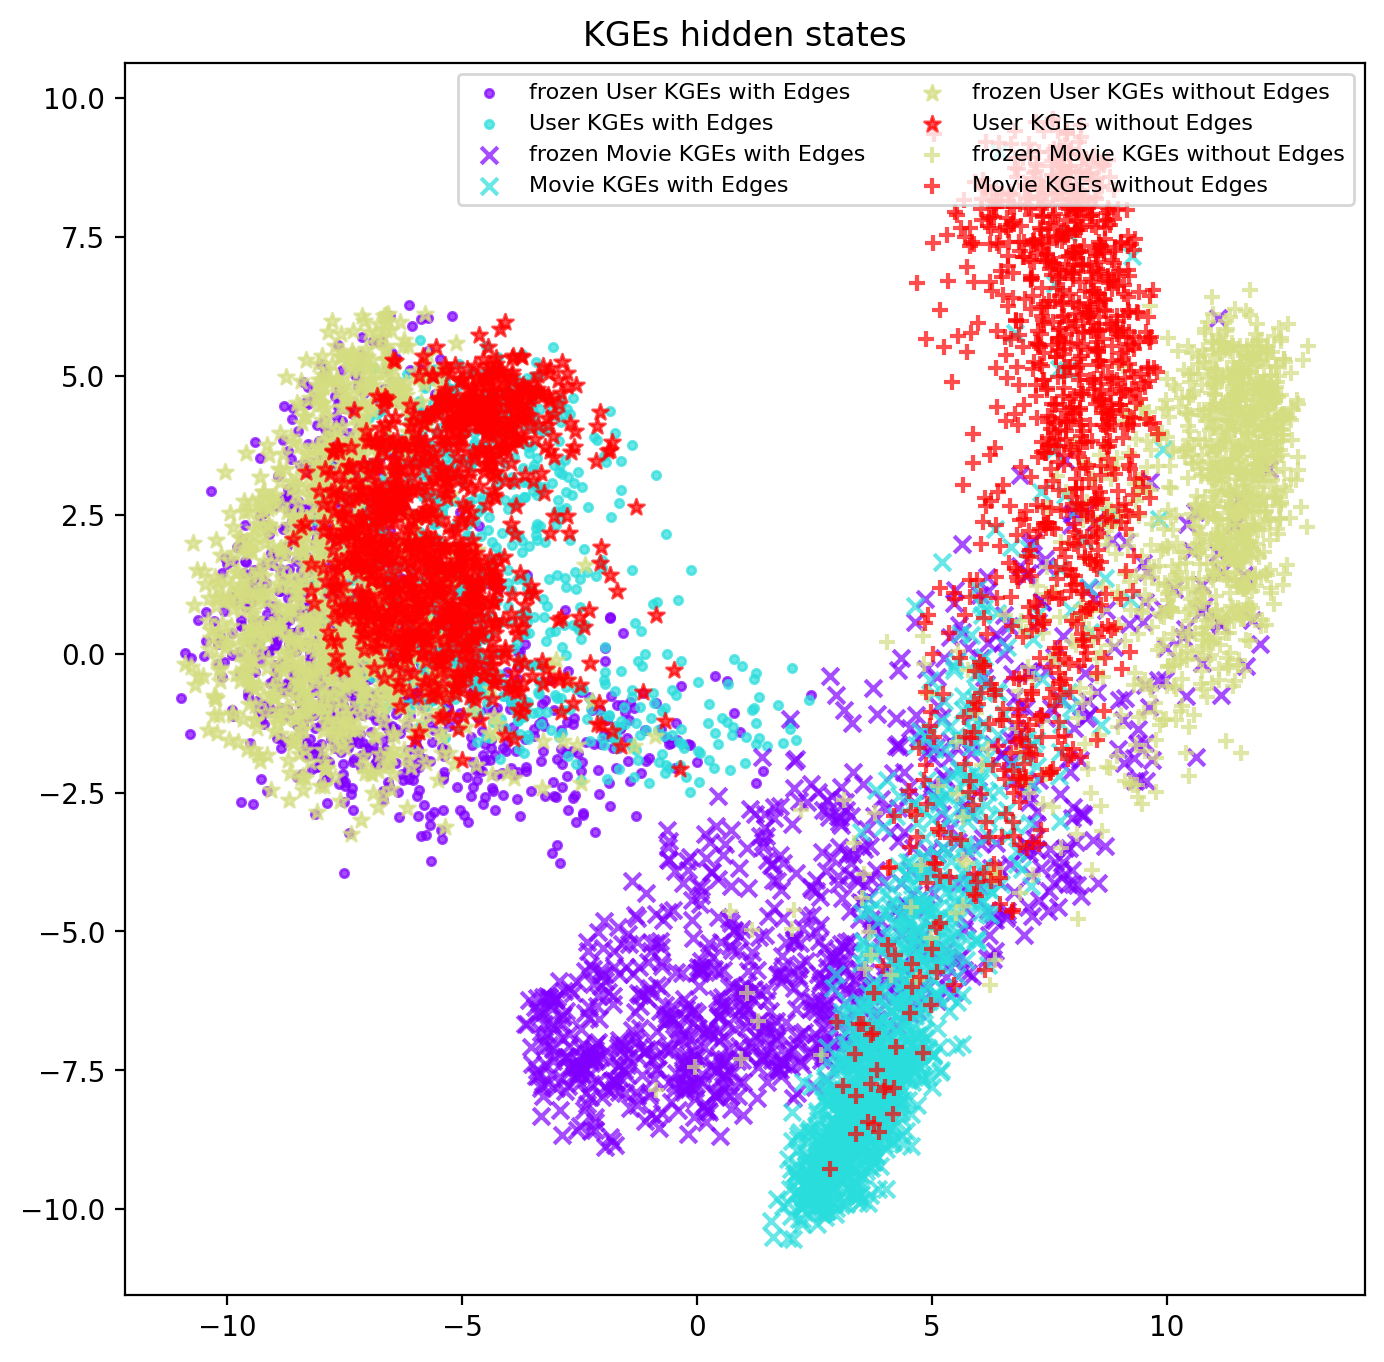 KGEs hidden states
frozen User KGEs with Edges
User KGEs with Edges
frozen Movie KGEs with Edges
Movie KGEs with Edges
frozen User KGEs without Edges
User KGEs without Edges
frozen Movie KGEs without Edges
Movie KGEs without Edges
10.0
7.5
5.0
2.5
0.0
−2.5
−5.0
−7.5
−10.0
−10
−5
0
5
10